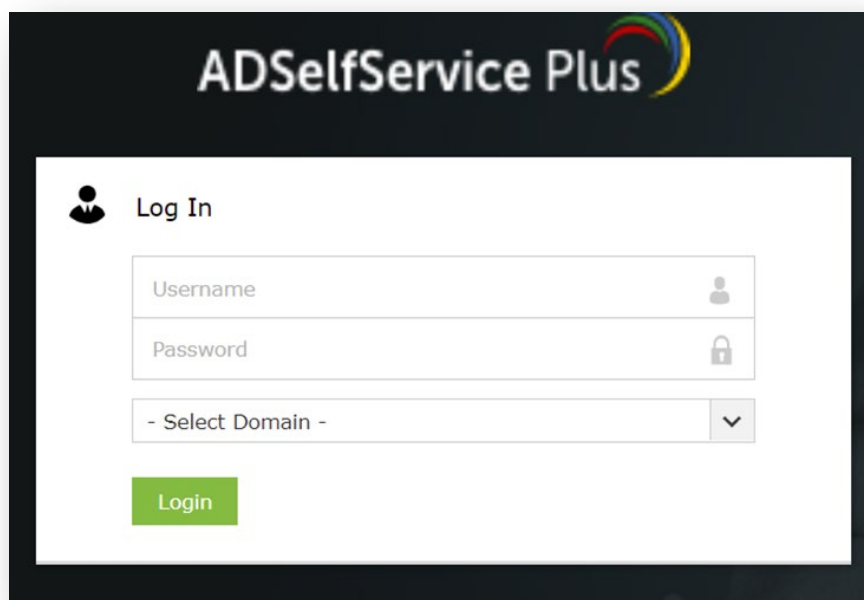 ADSelfService Plus
Log In
Username
Password
- Select Domain -
Login